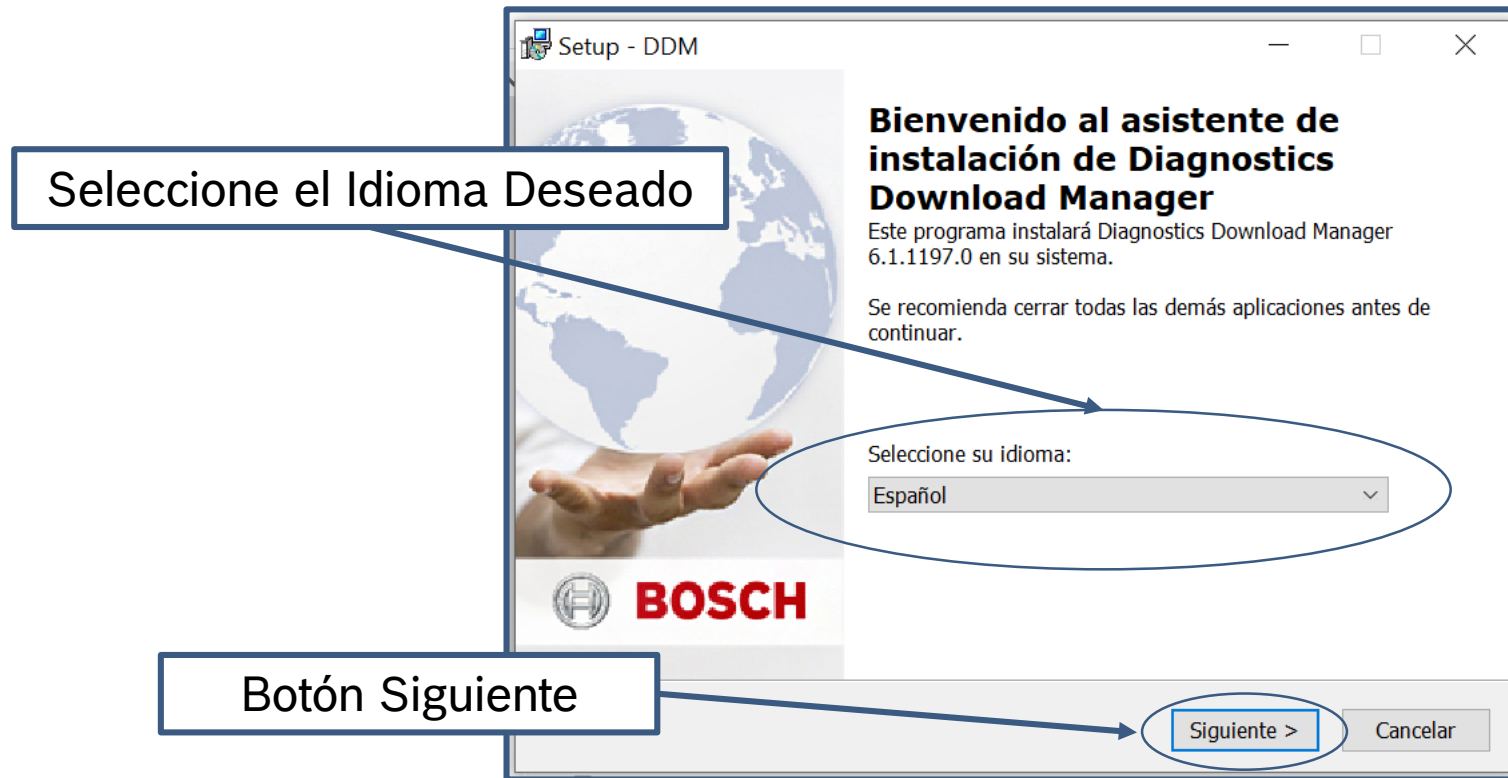 Setup - DDM
Bienvenido al asistente de
instalación de Diagnostics
Download Manager
Este programa instalará Diagnostics Download Manager
6.1.1197.0 en su sistema.
Se recomienda cerrar todas las demás aplicaciones antes de
continuar.
Seleccione el Idioma Deseado
Seleccione su idioma:
Español
BOSCH
Botón Siguiente
Siguiente >
Cancelar